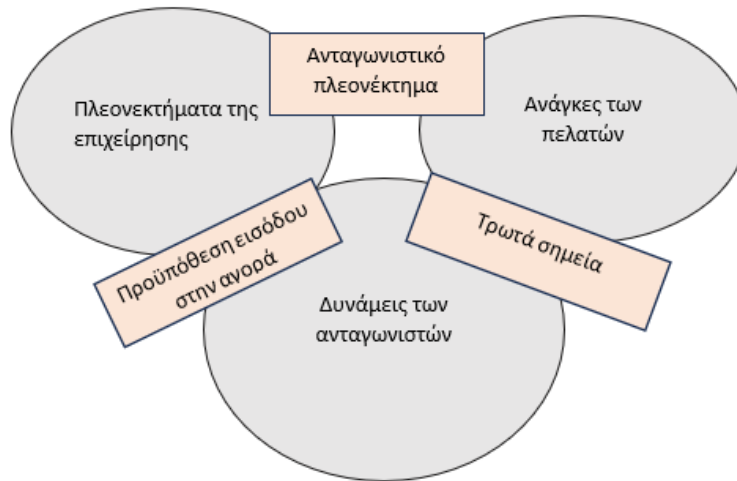 Ανταγωνιστικό
πλεονέκτημα
Πλεονεκτήματα της
επιχείρησης
Ανάγκες των
πελατών
Προϋπόθεση εισόδου
στην αγορά
Τρωτά σημεία
Δυνάμεις των
ανταγωνιστών